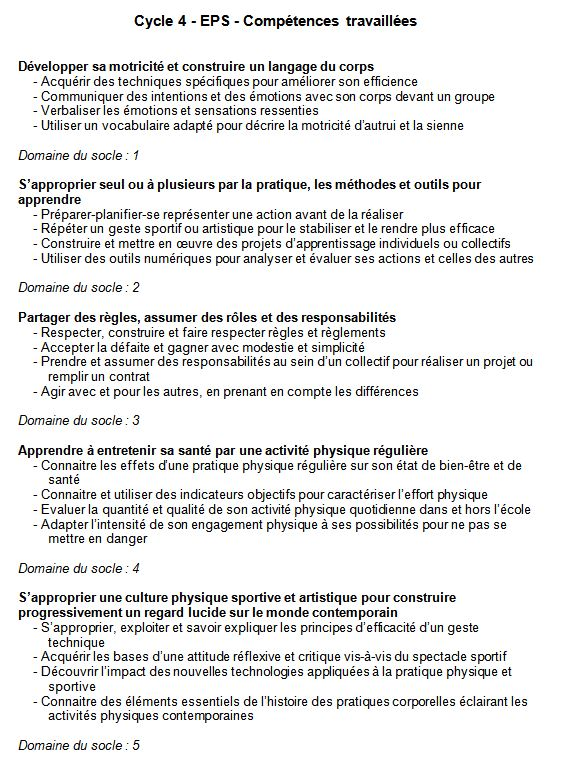 Cycle 4 - EPS - Compétences travaillées
Développer sa motricité et construire un langage du corps
- Acquérir des techniques spécifiques pour améliorer son efficience
- Communiquer des intentions et des émotions avec son corps devant un groupe
- Verbaliser les émotions et sensations ressenties
- Utiliser un vocabulaire adapté pour décrire la motricité d'autrui et la sienne
Domaine du socle : 1
S'approprier seul ou à plusieurs par la pratique, les méthodes et outils pour
apprendre
- Préparer-planifier-se représenter une action avant de la réaliser
- Répéter un geste sportif ou artistique pour le stabiliser et le rendre plus efficace
- Construire et mettre en œuvre des projets d'apprentissage individuels ou collectifs
- Utiliser des outils numériques pour analyser et évaluer ses actions et celles des autres
Domaine du socle : 2
Partager des règles, assumer des rôles et des responsabilités
- Respecter, construire et faire respecter règles et règlements
- Accepter la défaite et gagner avec modestie et simplicité
- Prendre et assumer des responsabilités au sein d'un collectif pour réaliser un projet ou
remplir un contrat
- Agir avec et pour les autres, en prenant en compte les différences
Domaine du socle : 3
Apprendre à entretenir sa santé par une activité physique régulière
- Connaitre les effets d'une pratique physique régulière sur son état de bien-être et de
santé
- Connaitre et utiliser des indicateurs objectifs pour caractériser l'effort physique
- Evaluer la quantité et qualité de son activité physique quotidienne dans et hors l'école
- Adapter l'intensité de son engagement physique à ses possibilités pour ne pas se
mettre en danger
Domaine du socle : 4
S'approprier une culture physique sportive et artistique pour construire
progressivement un regard lucide sur le monde contemporain
- S'approprier, exploiter et savoir expliquer les principes d'efficacité d'un geste
technique
- Acquérir les bases d'une attitude réflexive et critique vis-à-vis du spectacle sportif
- Découvrir l'impact des nouvelles technologies appliquées à la pratique physique et
sportive
- Connaitre des éléments essentiels de l'histoire des pratiques corporelles éclairant les
activités physiques contemporaines
Domaine du socle : 5